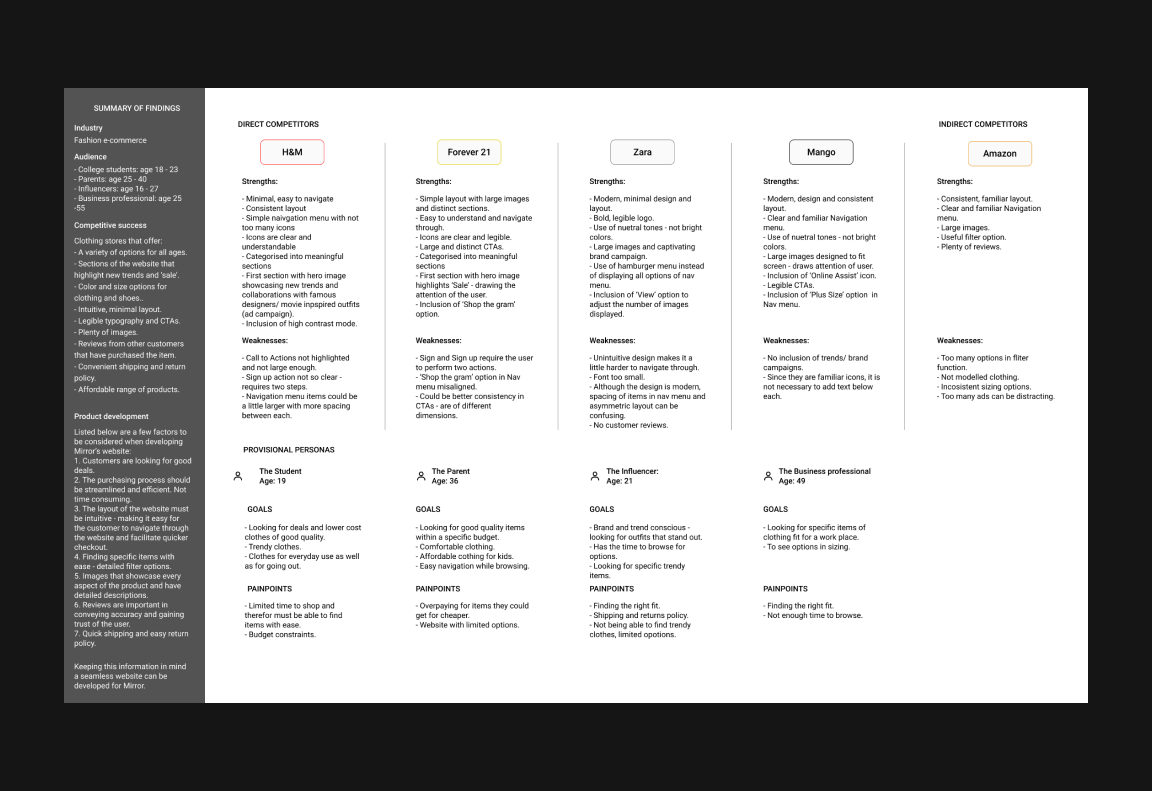 SUMMARY OF FINDINGS
Industry
Fashion e-commerce
Audience
- College students: age 18 - 23
- Parents: age 25 - 40
- Influencers: age 16 - 27
- Business professional: age 25
-55
Competitive success
Clothing stores that offer:
- A variety of options for all ages.
- Sections of the website that
highlight new trends and 'sale'.
- Color and size options for
clothing and shoes..
- Intuitive, minimal layout.
- Legible typography and CTAs.
- Plenty of images.
- Reviews from other customers
that have purchased the item.
- Convenient shipping and return
policy.
- Affordable range of products.
Product development
Listed below are a few factors to
be considered when developing
Mirror's website:
1. Customers are looking for good
deals.
2. The purchasing process should
be streamlined and efficient. Not
time consuming.
3. The layout of the website must
be intuitive - making it easy for
the customer to navigate through
the website and facilitate quicker
checkout.
4. Finding specific items with
ease - detailed filter options.
5. Images that showcase every
aspect of the product and have
detailed descriptions.
6. Reviews are important in
conveying accuracy and gaining
trust of the user.
7. Quick shipping and easy return
policy.
Keeping this information in mind
a seamless website can be
developed for Mirror.
DIRECT COMPETITORS
H&M
Strengths:
- Minimal, easy to navigate
- Consistent layout
- Simple naivgation menu with not
too many icons
- Icons are clear and
understandable
- Categorised into meaningful
sections
- First section with hero image
showcasing new trends and
collaborations with famous
designers/ movie inpspired outfits
(ad campaign).
- Inclusion of high contrast mode.
Weaknesses:
- Call to Actions not highlighted
and not large enough.
- Sign up action not so clear -
requires two steps.
- Navigation menu items could be
a little larger with more spacing
between each.
Forever 21
Strengths:
- Simple layout with large images
and distinct sections.
- Easy to understand and navigate
through.
- Icons are clear and legible.
- Large and distinct CTAs.
- Categorised into meaningful
sections
- First section with hero image
highlights 'Sale' - drawing the
attention of the user.
- Inclusion of 'Shop the gram'
option.
Weaknesses:
- Sign and Sign up require the user
to perform two actions.
- 'Shop the gram' option in Nav
menu misaligned.
- Could be better consistency in
CTAs - are of different
dimensions.
Zara
Strengths:
- Modern, minimal design and
layout.
- Bold, legible logo.
- Use of nuetral tones - not bright
colors.
- Large images and captivating
brand campaign.
- Use of hamburger menu instead
of displaying all options of nav
menu.
- Inclusion of 'View' option to
adjust the number of images
displayed.
Weaknesses:
- Unintuitive design makes it a
little harder to navigate through.
- Font too small.
- Although the design is modern,
spacing of items in nav menu and
asymmetric layout can be
confusing.
- No customer reviews.
Mango
Strengths:
- Modern, design and consistent
layout.
- Clear and familiar Navigation
menu.
- Use of nuetral tones - not bright
colors.
- Large images designed to fit
screen - draws attention of user.
- Inclusion of 'Online Assist' icon.
- Legible CTAs.
- Inclusion of 'Plus Size' option in
Nav menu.
Weaknesses:
- No inclusion of trends/ brand
campaigns.
- Since they are familiar icons, it is
not necessary to add text below
each.
INDIRECT COMPETITORS
Amazon
Strengths:
- Consistent, familiar layout.
- Clear and familiar Navigation
menu.
- Large images.
- Useful filter option.
- Plenty of reviews.
Weaknesses:
- Too many options in fliter
function.
- Not modelled clothing.
- Incosistent sizing options.
- Too many ads can be distracting.
PROVISIONAL PERSONAS
The Student
Age: 19
GOALS
- Looking for deals and lower cost
clothes of good quality.
- Trendy clothes.
- Clothes for everyday use as well
as for going out.
PAINPOINTS
- Limited time to shop and
therefor must be able to find
items with ease.
- Budget constraints.
The Parent
Age: 36
GOALS
- Looking for good quality items
within a specific budget.
- Comfortable clothing.
- Affordable cothing for kids.
- Easy navigation while browsing.
PAINPOINTS
- Overpaying for items they could
get for cheaper.
- Website with limited options.
The Influencer:
Age: 21
GOALS
- Brand and trend conscious -
looking for outfits that stand out.
- Has the time to browse for
options.
- Looking for specific trendy
items.
PAINPOINTS
- Finding the right fit.
- Shipping and returns policy.
- Not being able to find trendy
clothes, limited opotions.
The Business professional
Age: 49
GOALS
- Looking for specific items of
clothing fit for a work place.
- To see options in sizing.
PAINPOINTS
- Finding the right fit.
- Not enough time to browse.